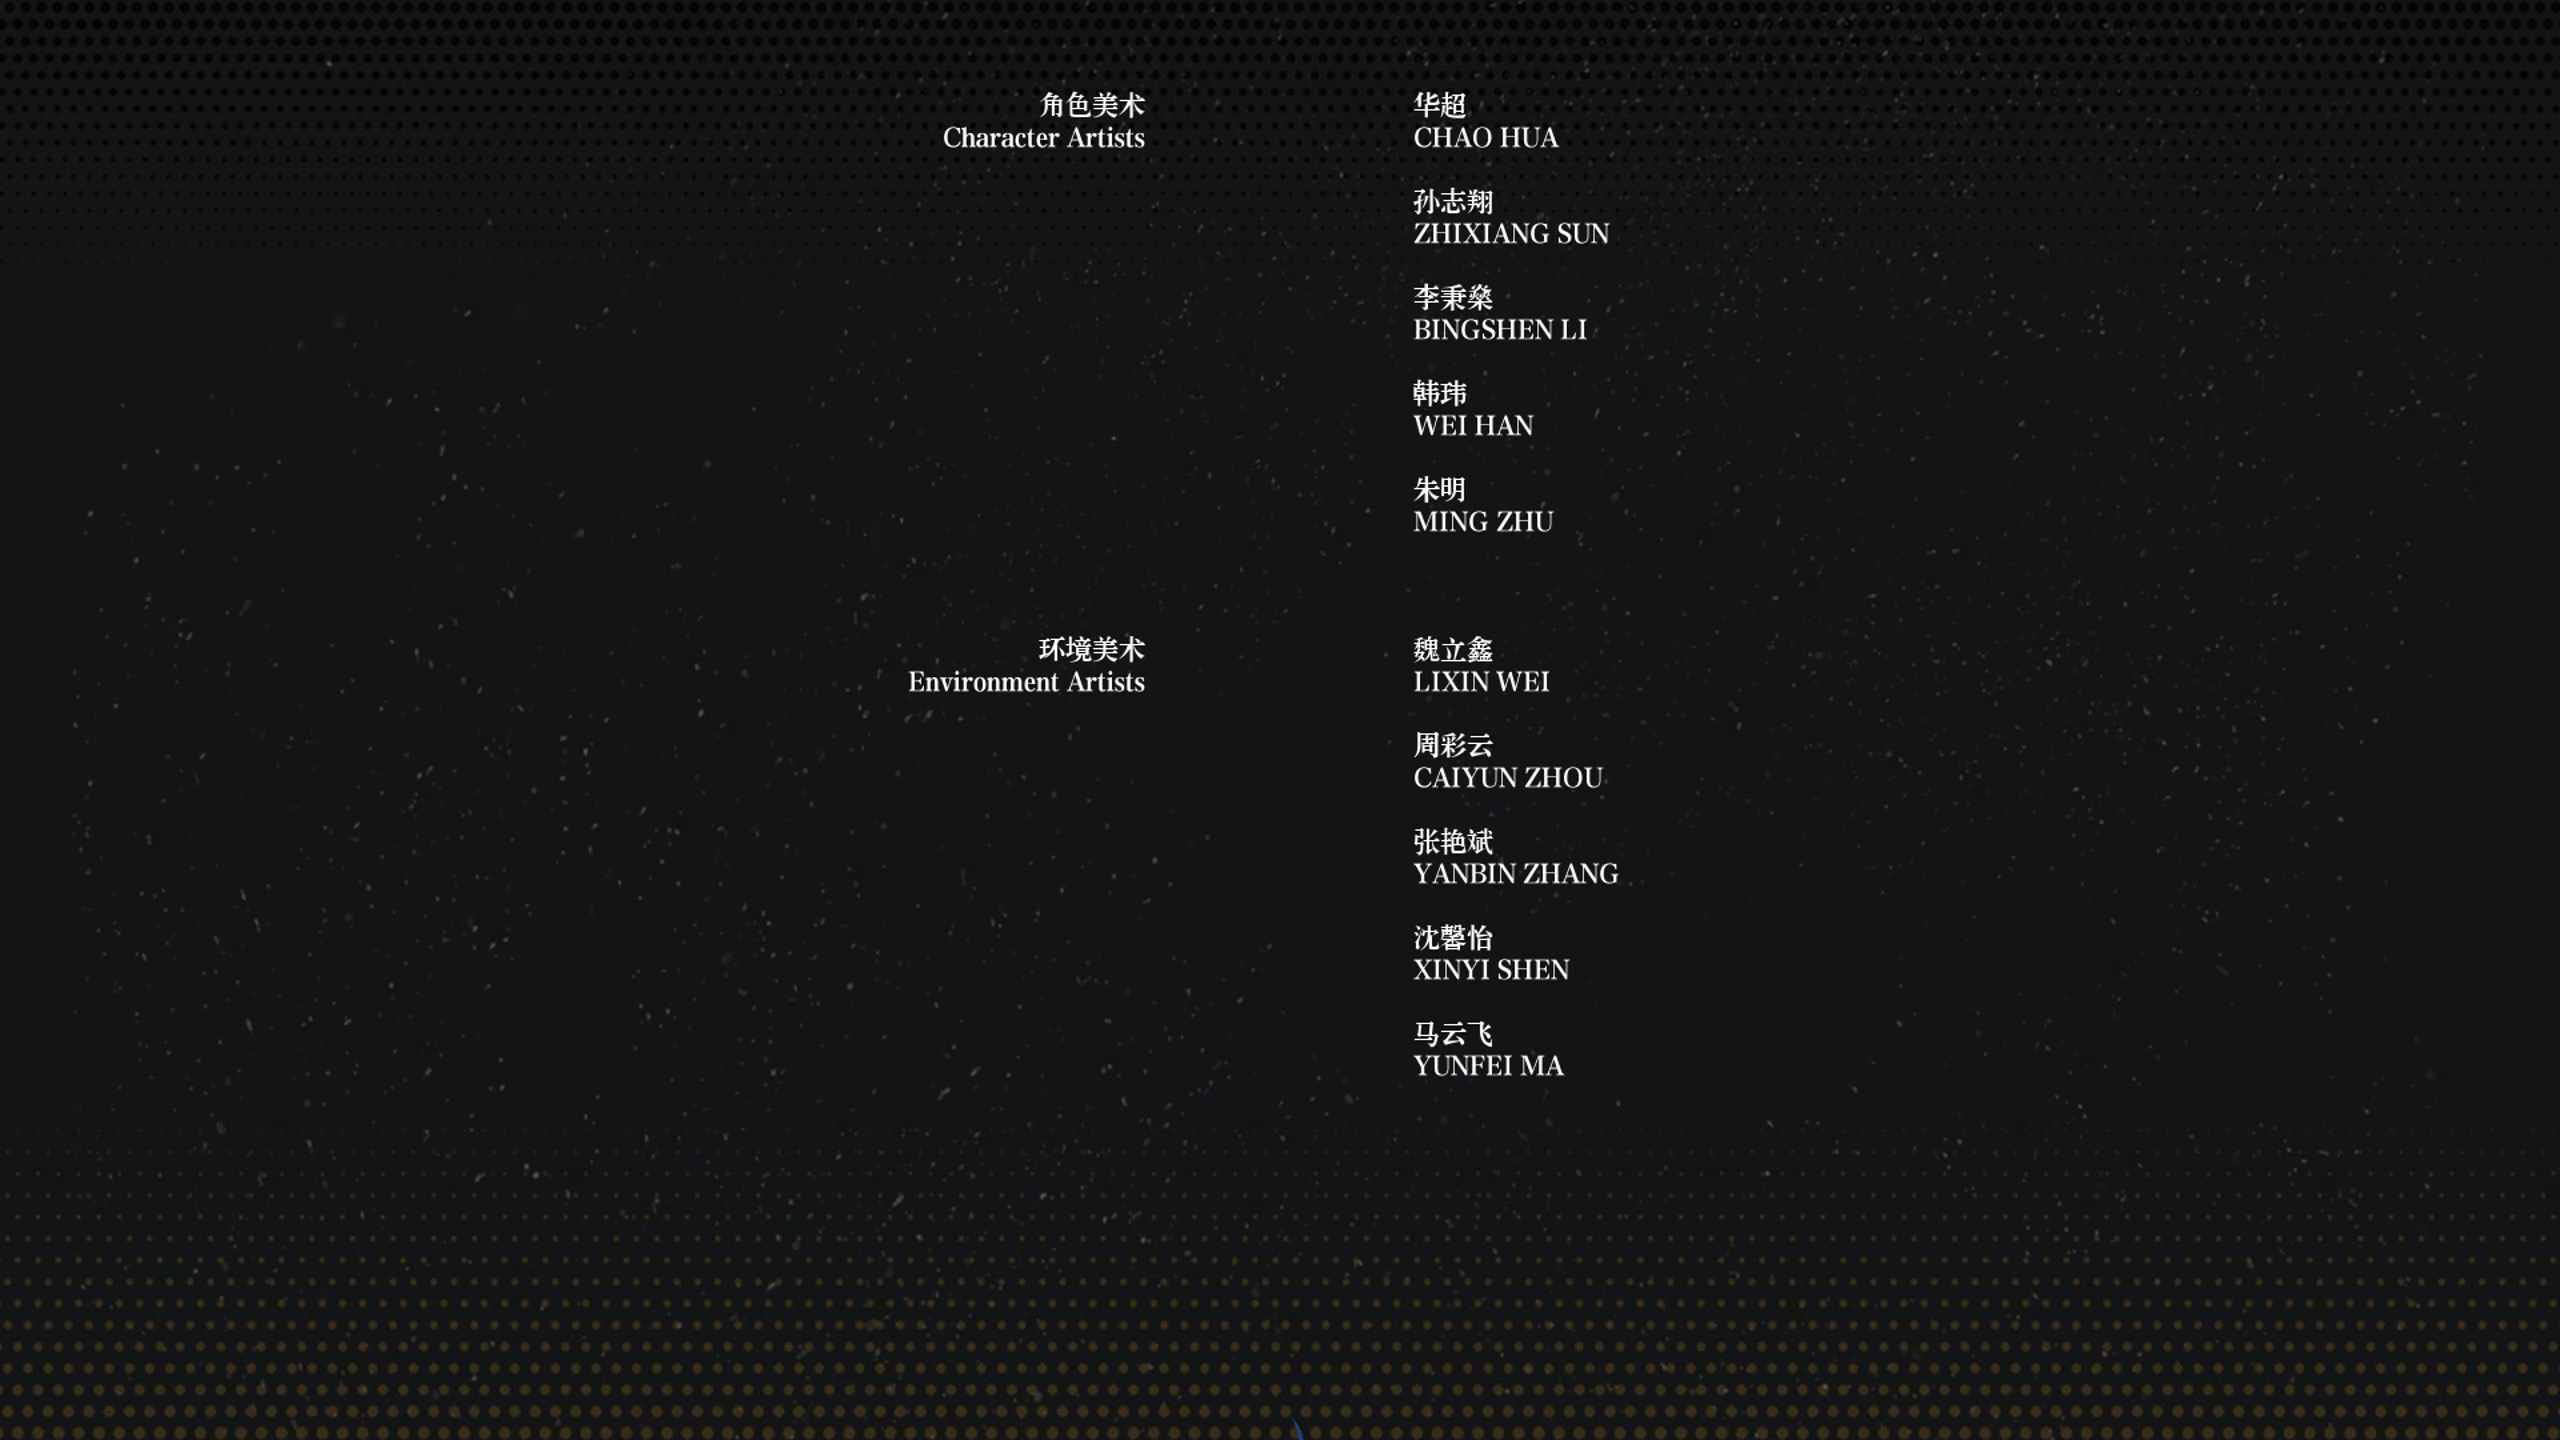 角色美术
Character Artists
华超
CHAO HUA
孙志翔
ZHIXIANG SUN
李秉燊
BINGSHEN LI
韩玮
WEI HAN
朱明
MING ZHU
环境美术
Environment Artists
魏立鑫
LIXIN WEI
周彩云
CAIYUN ZHOU
张艳斌
YANBIN ZHANG
沈馨怡
XINYI SHEN
马云飞
YUNFEI MA